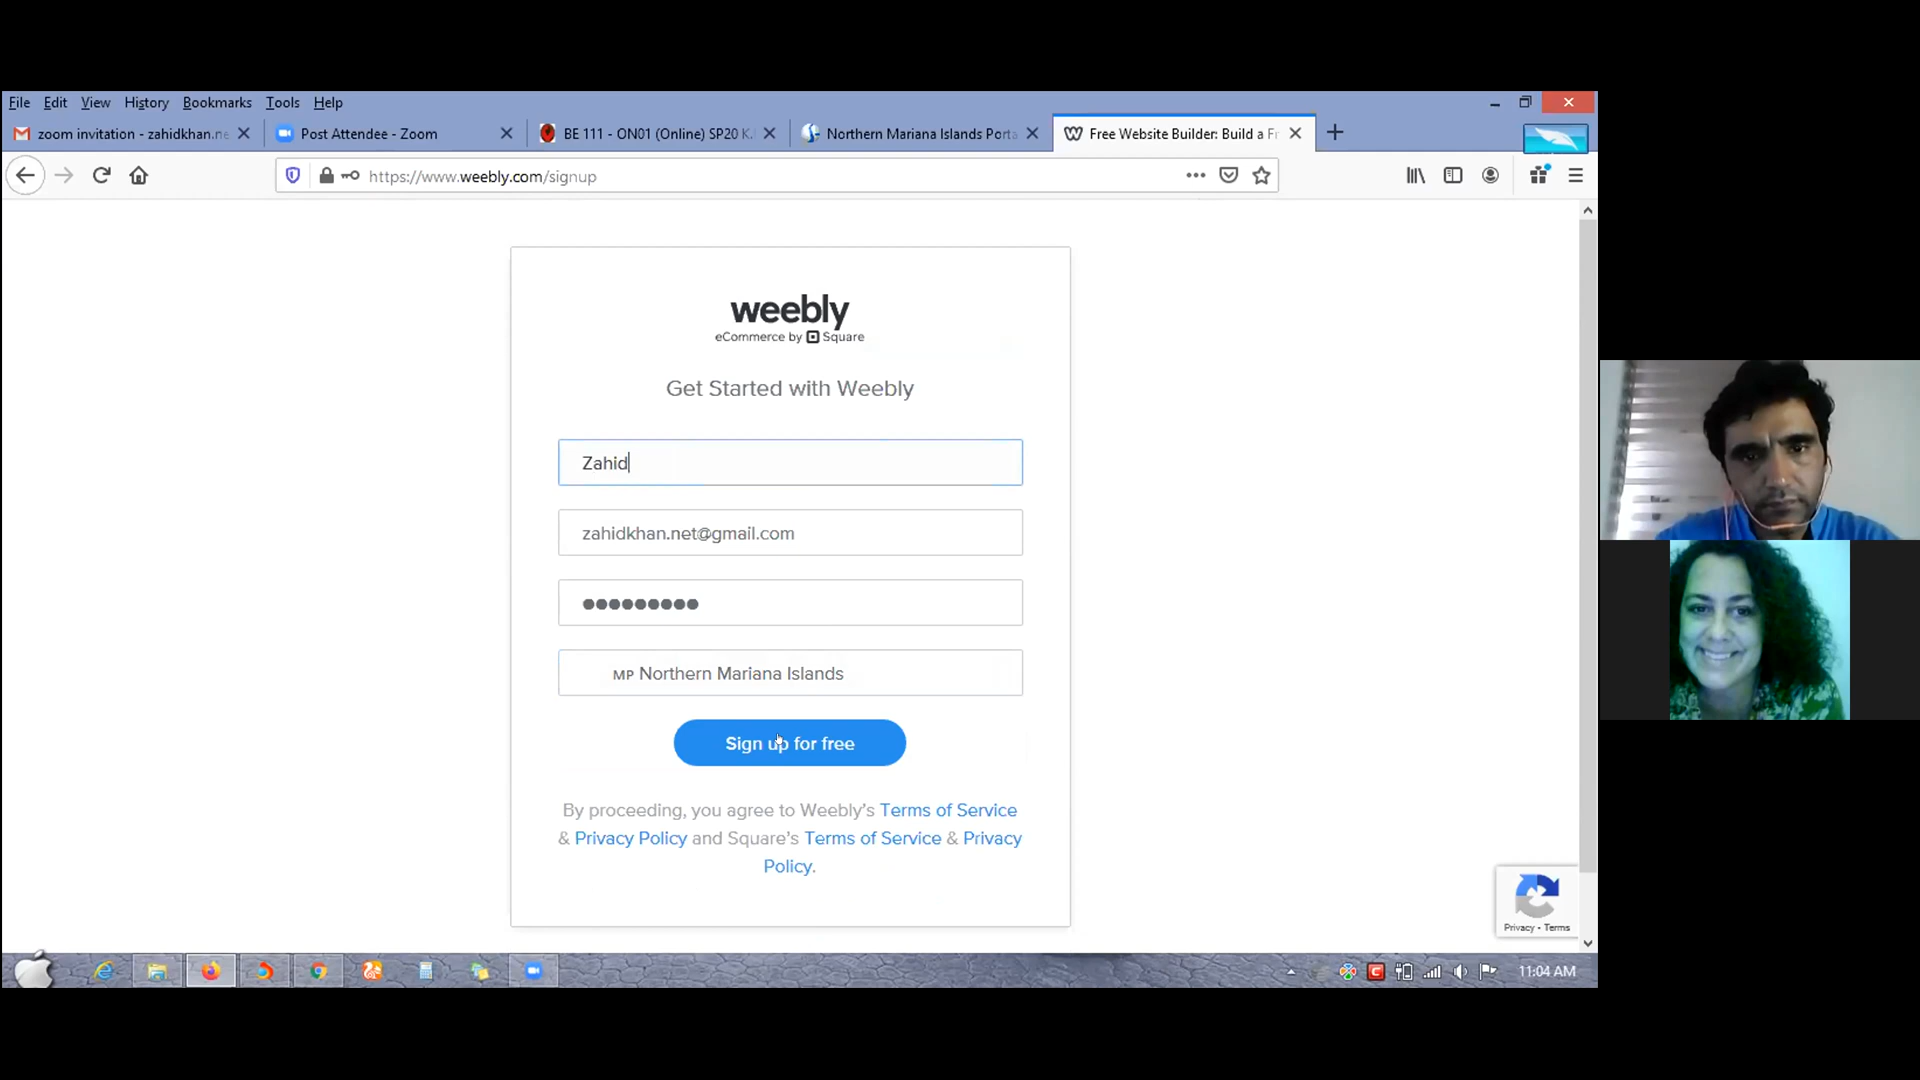 File Edit View History Bookmarks Tools Help
zoom invitation - zahidkhan.ne
Post Attendee - Zoom
BE 111 - ON01 (Online) SP20 K.
Northern Mariana Islands Porta
Free Website Builder: Build a Fr
https://www.weebly.com/signup
weebly
eCommerce by Square
Get Started with Weebly
Zahid
zahidkhan.net@gmail.com
MP Northern Mariana Islands
Sign up for free
By proceeding, you agree to Weebly's Terms of Service
& Privacy Policy and Square's Terms of Service & Privacy
Policy.
Privacy • Terms
11:04 AM